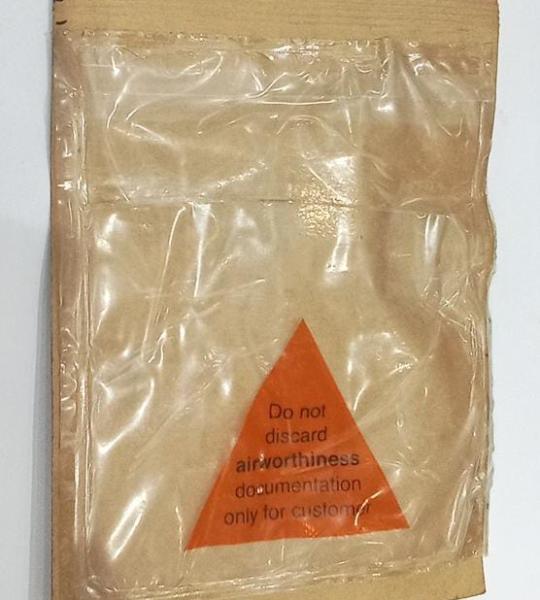 Do not
discard
airworthiness
documentation
only for customer